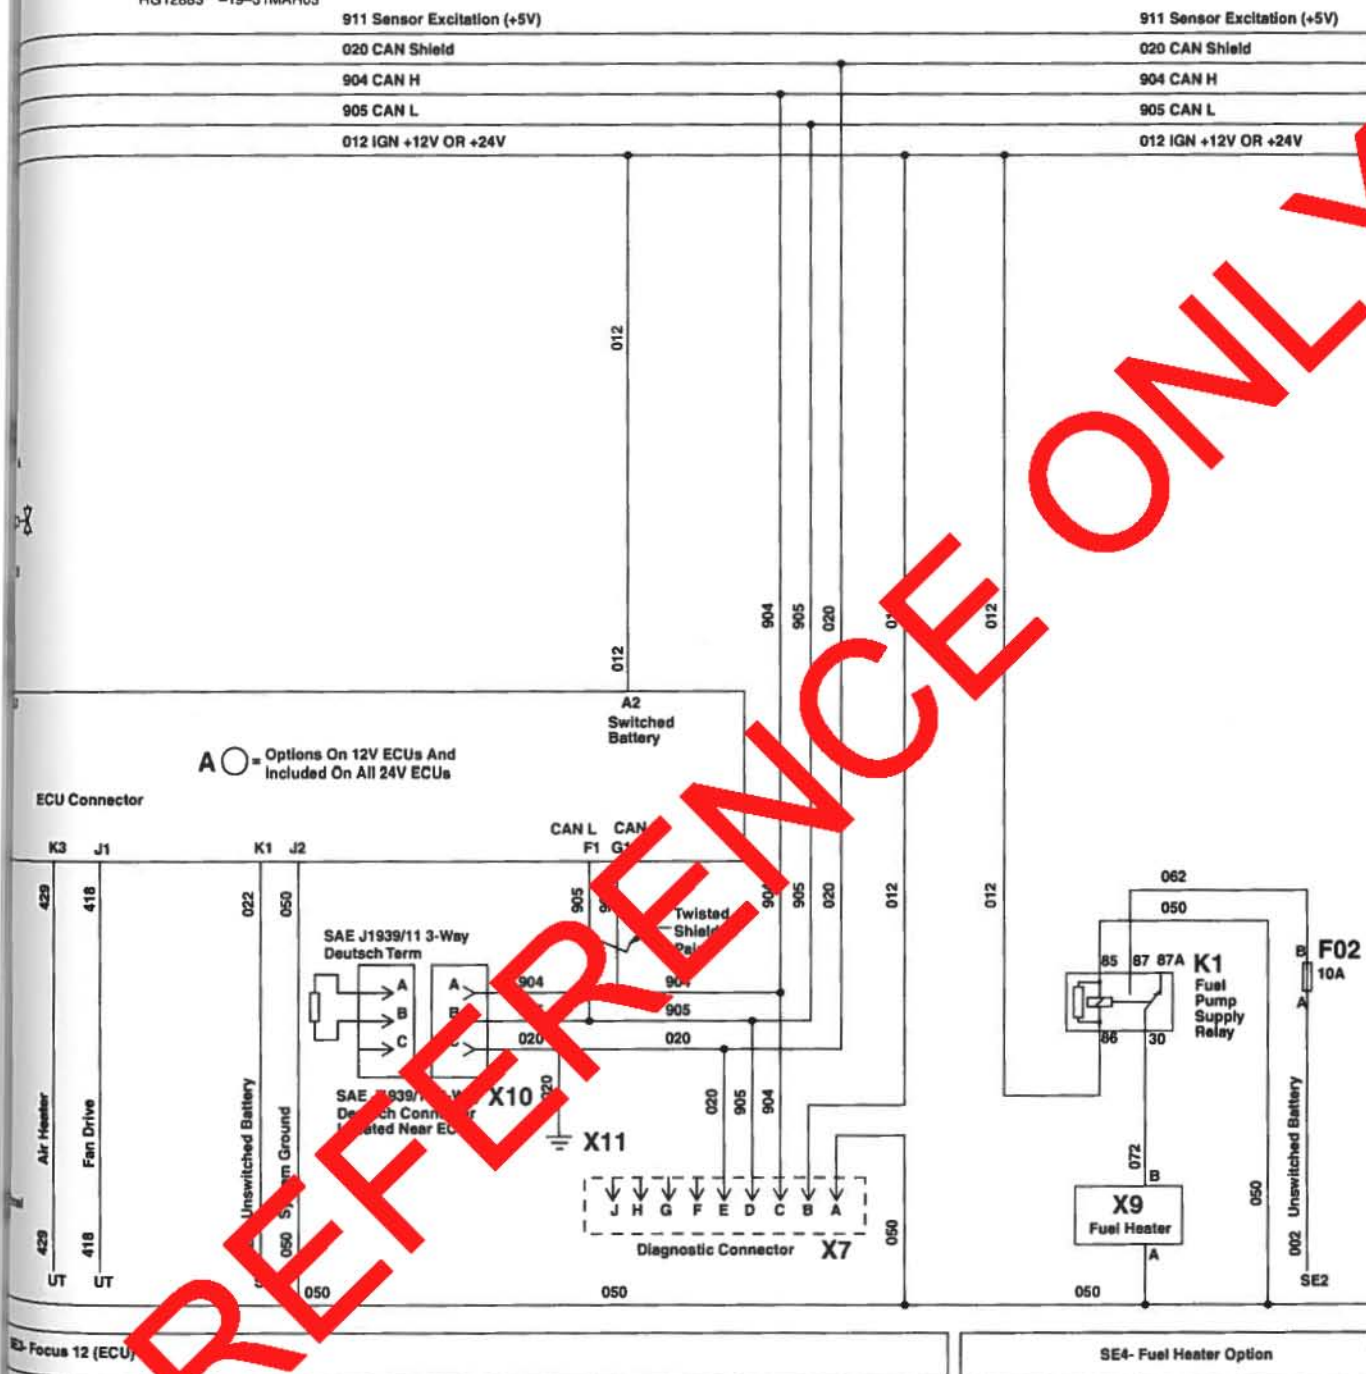 911 Sensor Excitation (+5V)
020 CAN Shield
904 CAN H
905 CAN L
012 IGN +12V OR +24V
911 Sensor Excitation (+5V)
020 CAN Shield
904 CAN H
905 CAN L
012 IGN +12V OR +24V
012
012
904
905
020
012
A2
Switched
Battery
A = Options On 12V ECUs And
Included On All 24V ECUs
ECU Connector
K3
J1
K1
J2
CAN L
CAN
F1
429
418
022
050
905
905
020
012
012
Twisted
SAE J1939/11 3-Way
Deutsch Term
A
B
C
A
904
904
905
020
020
X10
Located Near
X11
020
905
904
Air Heater
Fan Drive
Unswitched Battery
Ground
429
418
050
UT
UT
050
050
J H G F E D C B A
Diagnostic Connector X7
050
062
050
85 87 87A
K1
Fuel
Pump
Supply
Relay
86
30
B
F02
10A
A
072
B
X9
Fuel Heater
A
050
002 Unswitched Battery
SE2
050
Focus 12 (ECU)
SE4- Fuel Heater Option
REFERENCE ONLY